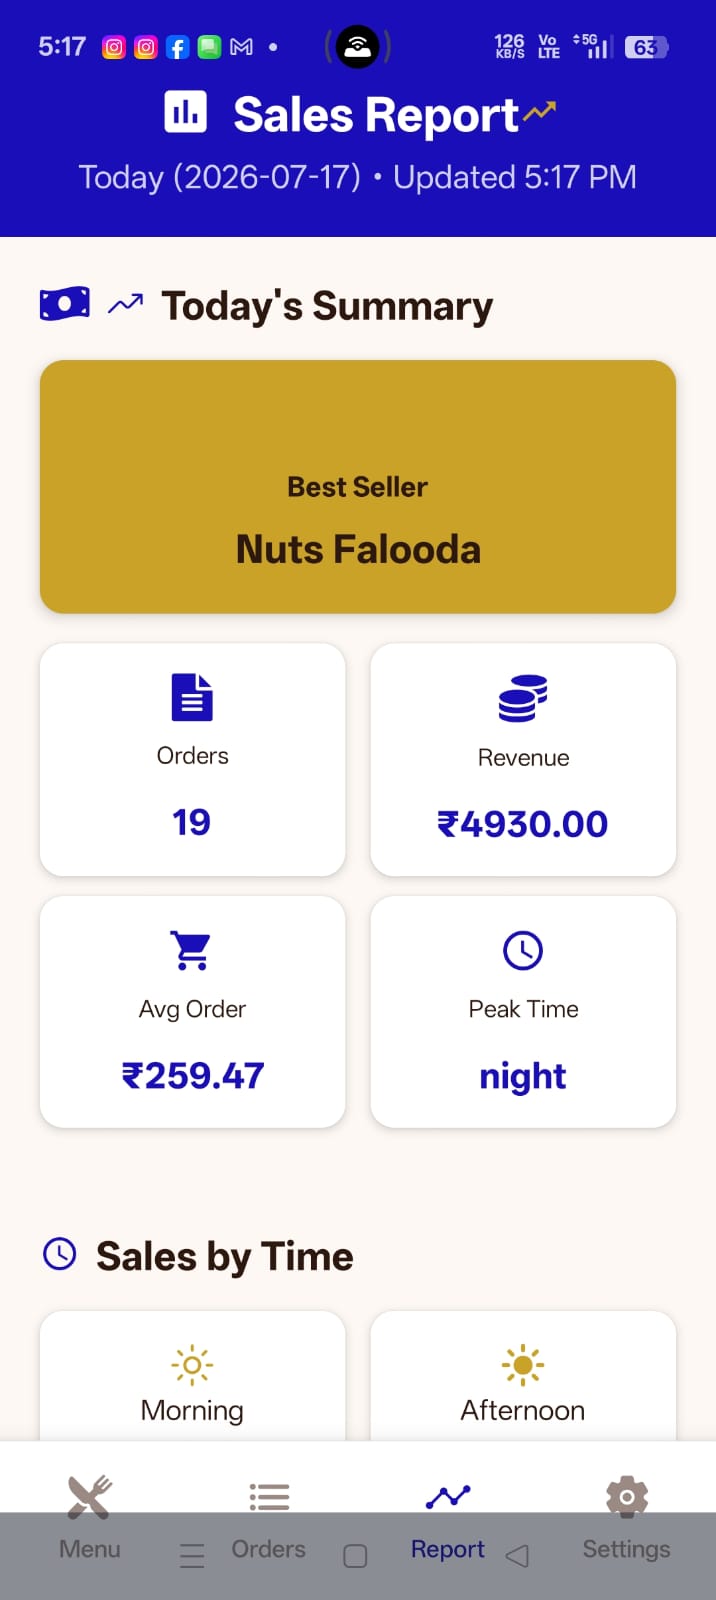 5:17
126 KB/S
Vo LTE
5G
63
Sales Report
Today (2026-07-17) • Updated 5:17 PM
Today's Summary
Best Seller
Nuts Falooda
Orders
19
Revenue
₹4930.00
Avg Order
₹259.47
Peak Time
night
Sales by Time
Morning
Afternoon
Menu
Orders
Report
Settings